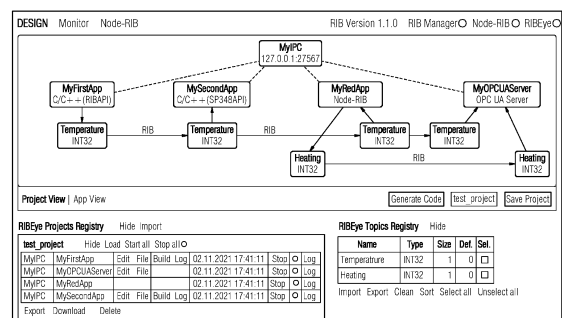 DESIGN Monitor Node-RIB RIB Version 1.1.0 RIB Manager Node-RIB RIBEye
MyIPC
127.0.0.1:27567
MyFirstApp MySecondApp MyRedApp MyOPCUAServer
C/C++(RIBAPI) C/C++(SP348API) Node-RIB OPC UA Server
Temperature RIB Temperature RIB Temperature Temperature
INT32 INT32 INT32 INT32
Heating RIB Heating
INT32 INT32
Project View | App View Generate Code test_project Save Project
RIBEye Projects Registry Hide Import RIBEye Topics Registry Hide
test_project Hide Load Start all Stop all
MyIPC MyFirstApp Edit File Build Log 02.11.2021 17:41:11 Stop Log
MyIPC MyOPCUAServer Edit File 02.11.2021 17:41:11 Stop Log
MyIPC MyRedApp 02.11.2021 17:41:11 Stop Log
MyIPC MySecondApp Edit File Build Log 02.11.2021 17:41:11 Stop Log
Export Download Delete
Name Type Size Def. Sel.
Temperatrure INT32 1 0
Heating INT32 1 0
Import Export Clean Sort Select all Unselect all